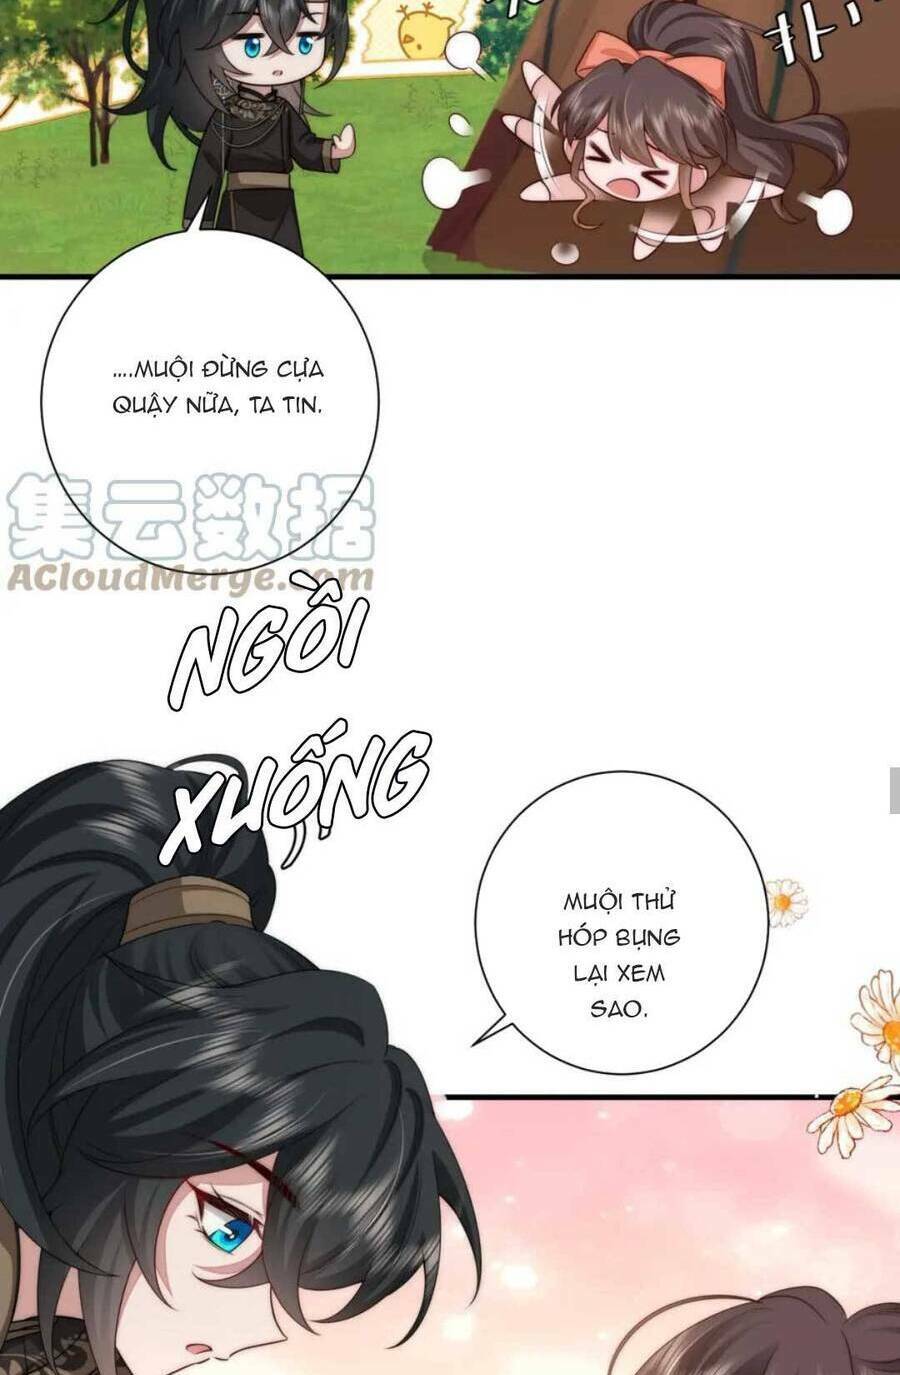 ....MUỘI ĐỪNG CỰA
QUẬY NỮA, TA TIN.
集云数据
ACloudMerge.com
NGỒI
XUỐNG
MUỘI THỬ
HÓP BỤNG
LẠI XEM
SAO.